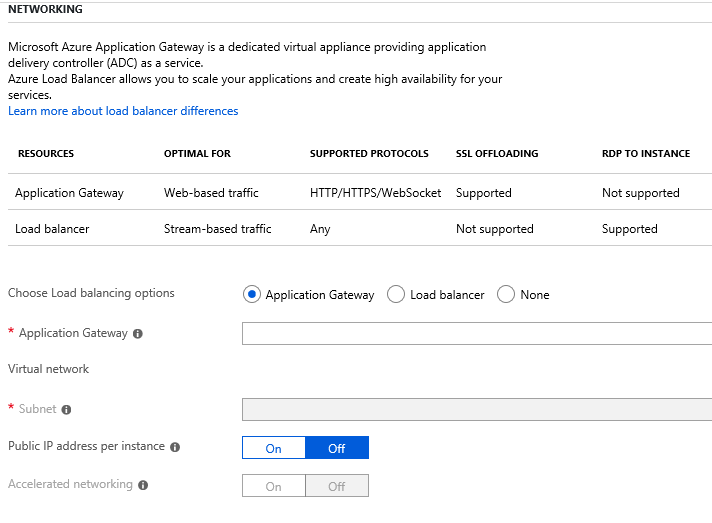 NETWORKING
Microsoft Azure Application Gateway is a dedicated virtual appliance providing application
delivery controller (ADC) as a service.
Azure Load Balancer allows you to scale your applications and create high availability for your
services.
Learn more about load balancer differences
RESOURCES OPTIMAL FOR SUPPORTED PROTOCOLS SSL OFFLOADING RDP TO INSTANCE
Application Gateway Web-based traffic HTTP/HTTPS/WebSocket Supported Not supported
Load balancer Stream-based traffic Any Not supported Supported
Choose Load balancing options Application Gateway Load balancer None
* Application Gateway
Virtual network
* Subnet
Public IP address per instance On Off
Accelerated networking On Off